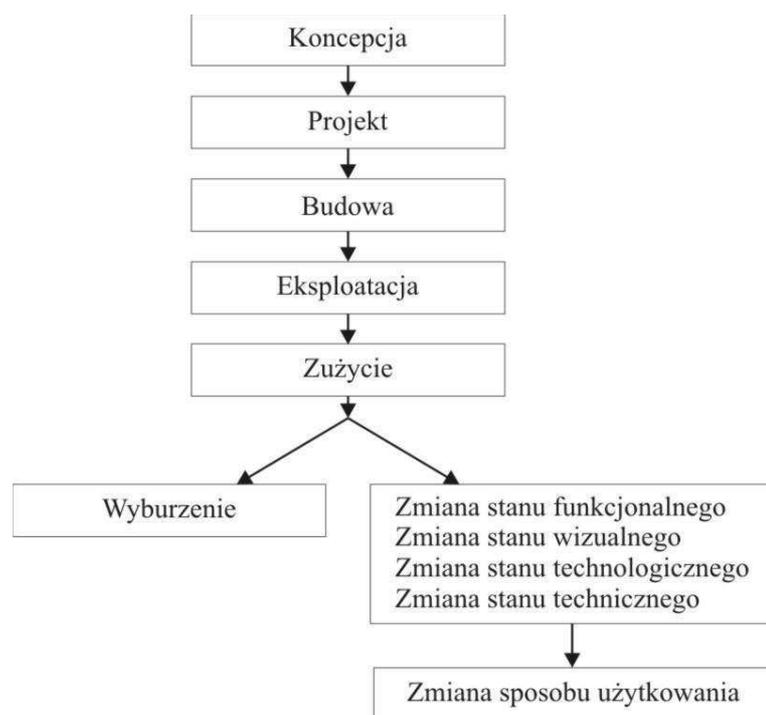 Koncepcja
Projekt
Budowa
Eksploatacja
Zużycie
Wyburzenie
Zmiana stanu funkcjonalnego
Zmiana stanu wizualnego
Zmiana stanu technologicznego
Zmiana stanu technicznego
Zmiana sposobu użytkowania